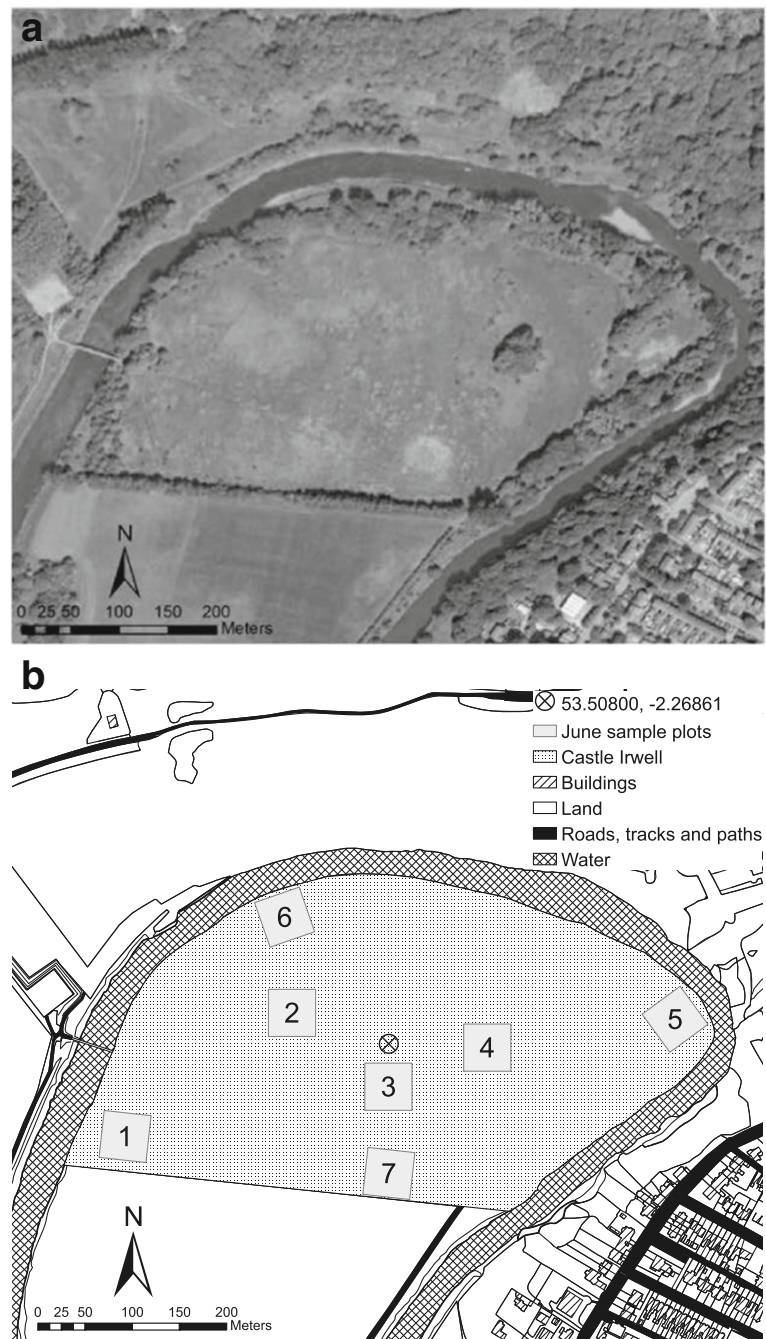 a
N
0 25 50 100 150 200
Meters
b
53.50800, -2.26861
June sample plots
Castle Irwell
Buildings
Land
Roads, tracks and paths
Water
6
2
5
4
3
1
7
N
0 25 50 100 150 200
Meters